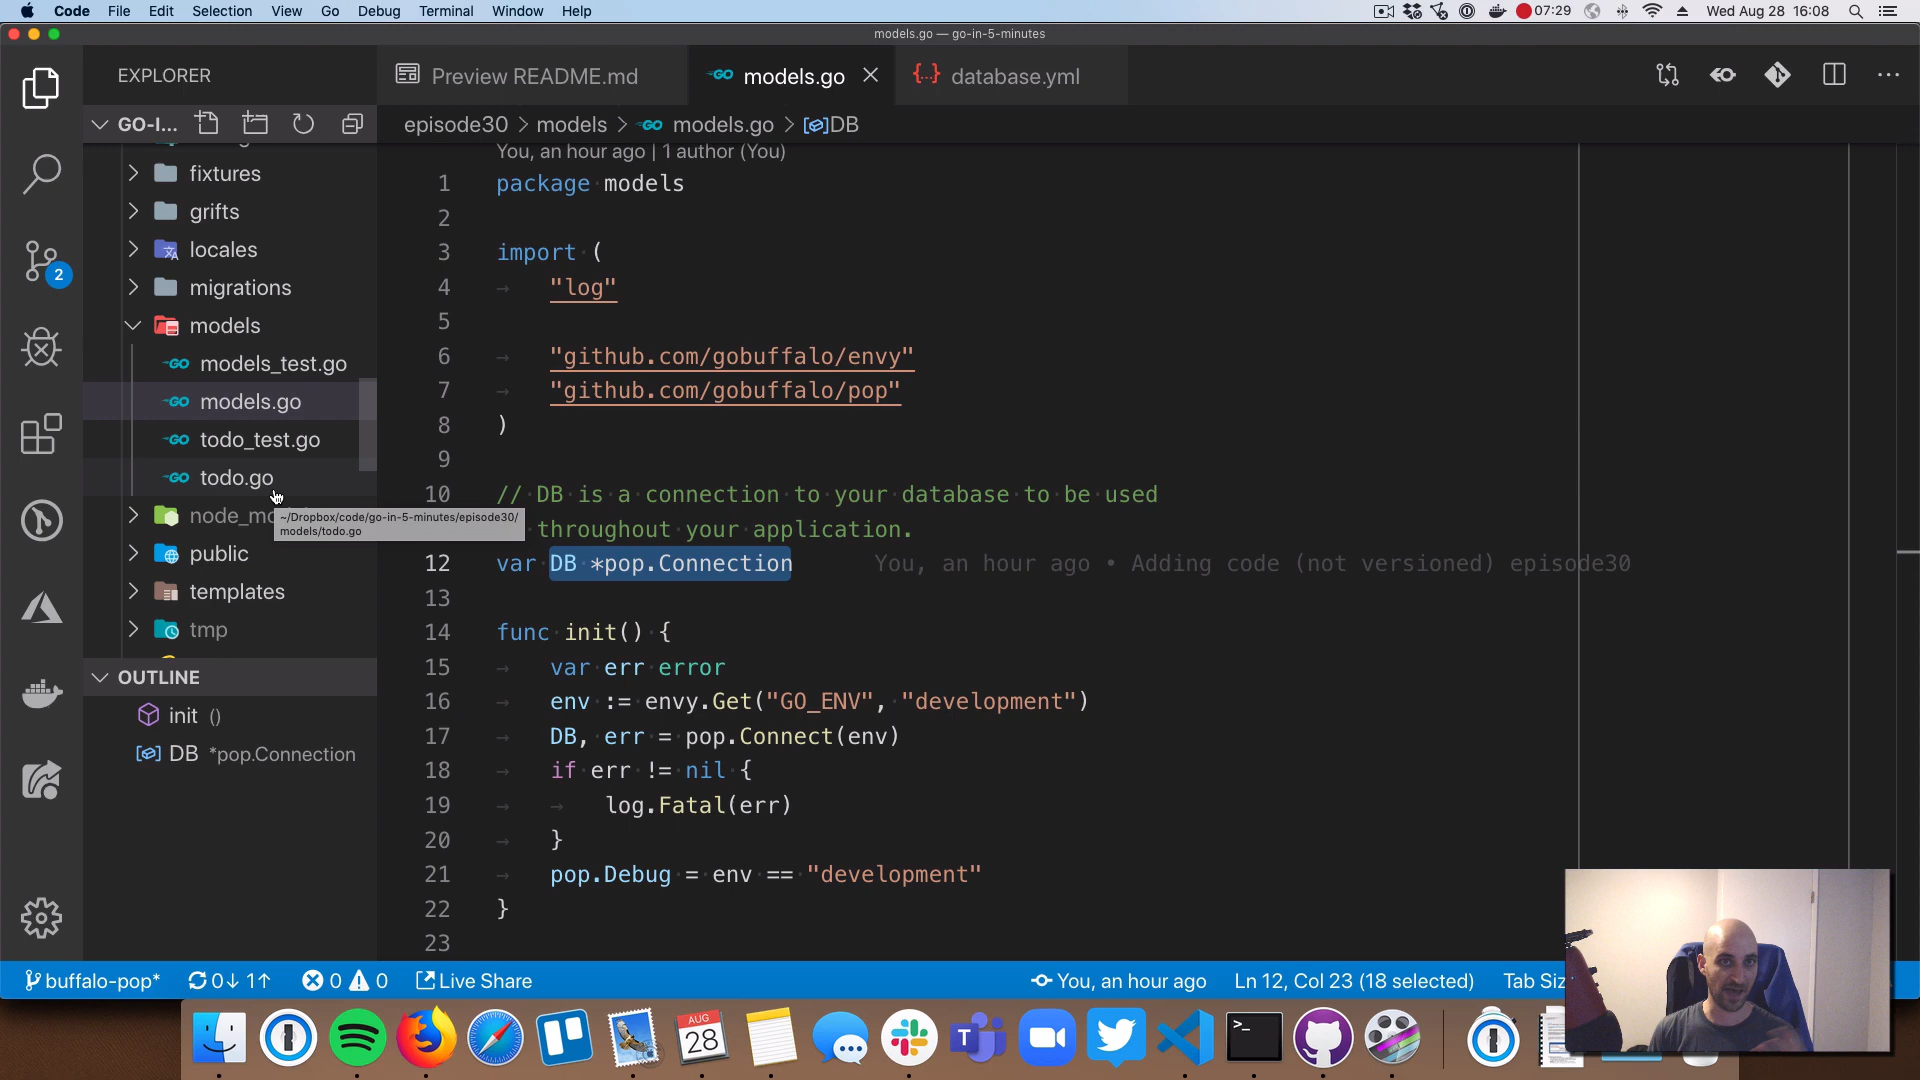 Code File Edit Selection View Go Debug Terminal Window Help 07:29 Wed Aug 28 16:08
models.go — go-in-5-minutes
EXPLORER
Preview README.md
models.go
database.yml
GO-I...
episode30 > models > models.go > DB
fixtures
grifts
locales
migrations
models
models_test.go
models.go
todo_test.go
todo.go
node_mo
~/Dropbox/code/go-in-5-minutes/episode30/
models/todo.go
public
templates
tmp
OUTLINE
init ()
DB *pop.Connection
2
You, an hour ago | 1 author (You)
1 package models
2
3 import (
4 "log"
5
6 "github.com/gobuffalo/envy"
7 "github.com/gobuffalo/pop"
8 )
9
10 // DB is a connection to your database to be used
throughout your application.
12 var DB *pop.Connection You, an hour ago • Adding code (not versioned) episode30
13
14 func init() {
15 var err error
16 env := envy.Get("GO_ENV", "development")
17 DB, err = pop.Connect(env)
18 if err != nil {
19 log.Fatal(err)
20 }
21 pop.Debug = env == "development"
22 }
23
buffalo-pop* 0↓ 1↑ 0 0 Live Share You, an hour ago Ln 12, Col 23 (18 selected) Tab Siz
AUG
28